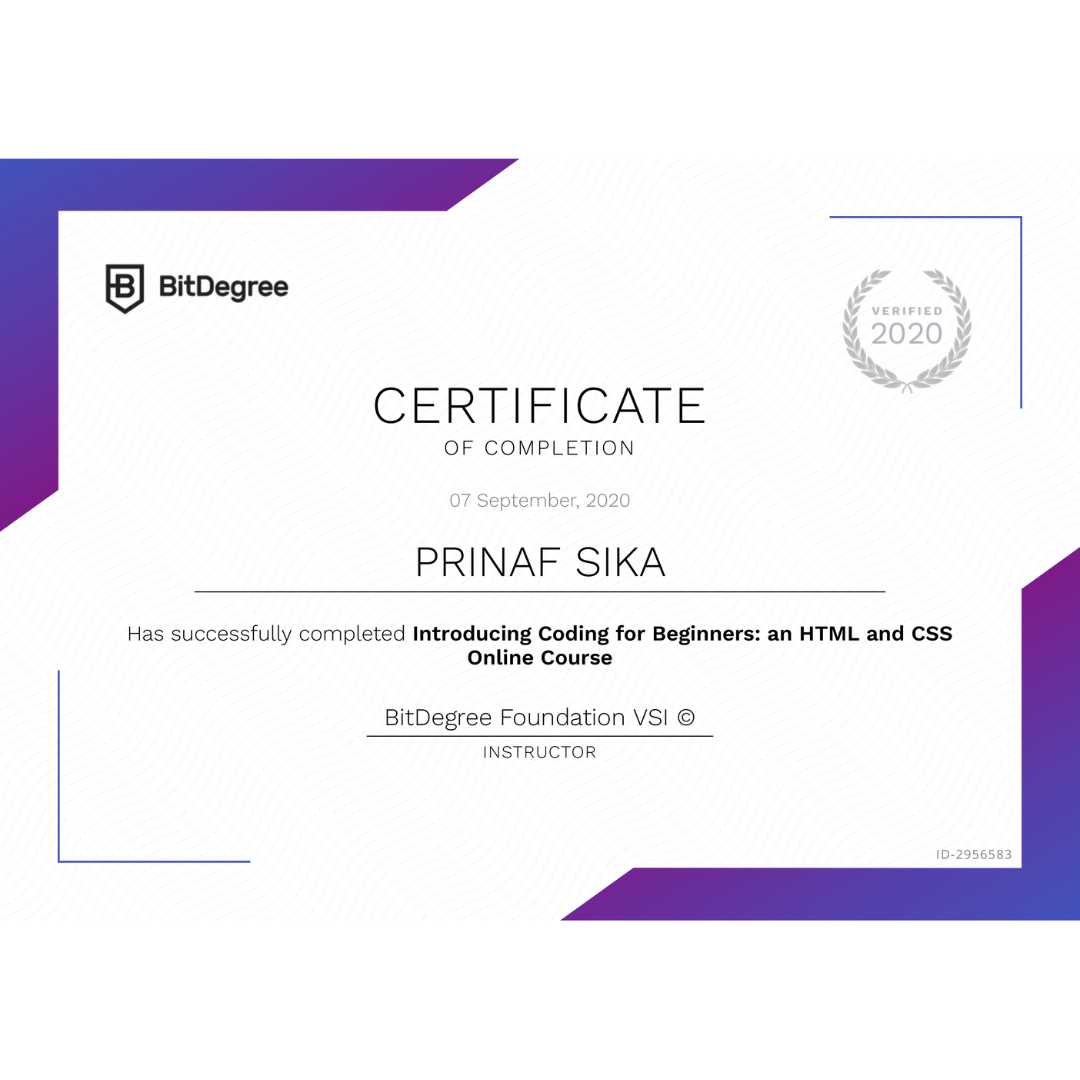 BitDegree
VERIFIED
2020
CERTIFICATE
OF COMPLETION
07 September, 2020
PRINAF SIKA
Has successfully completed Introducing Coding for Beginners: an HTML and CSS
Online Course
BitDegree Foundation VSI ©
INSTRUCTOR
ID-2956583